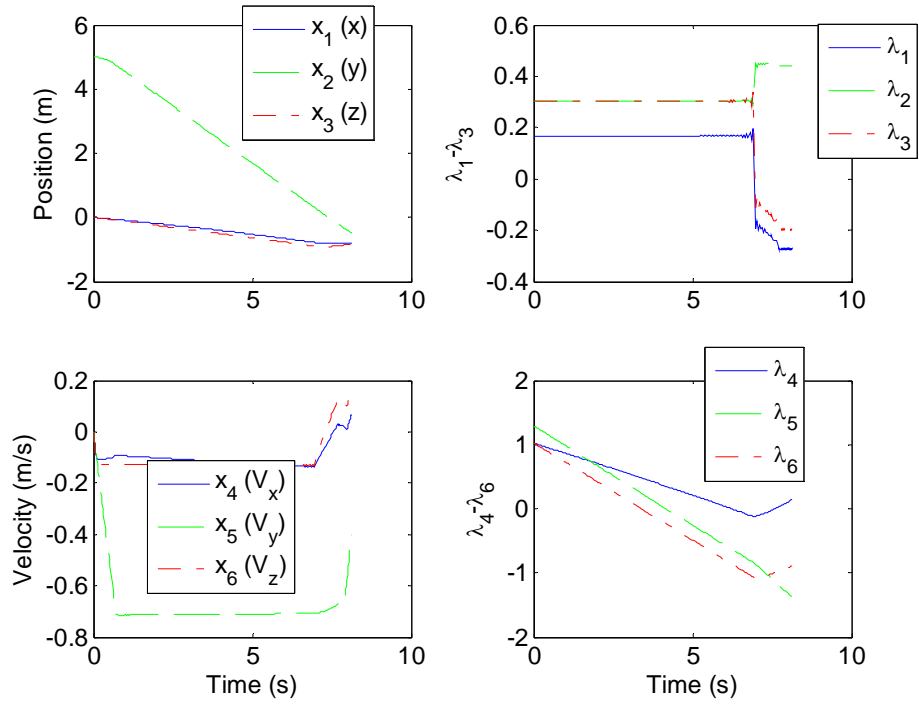 6
4
2
0
-2
0
5
10
Position (m)
x1 (x)
x2 (y)
x3 (z)
0.6
0.4
0.2
0
-0.2
-0.4
0
5
10
λ1-λ3
λ1
λ2
λ3
0.2
0
-0.2
-0.4
-0.6
-0.8
0
5
10
Velocity (m/s)
Time (s)
x4 (Vx)
x5 (Vy)
x6 (Vz)
2
1
0
-1
-2
0
5
10
λ4-λ6
Time (s)
λ4
λ5
λ6